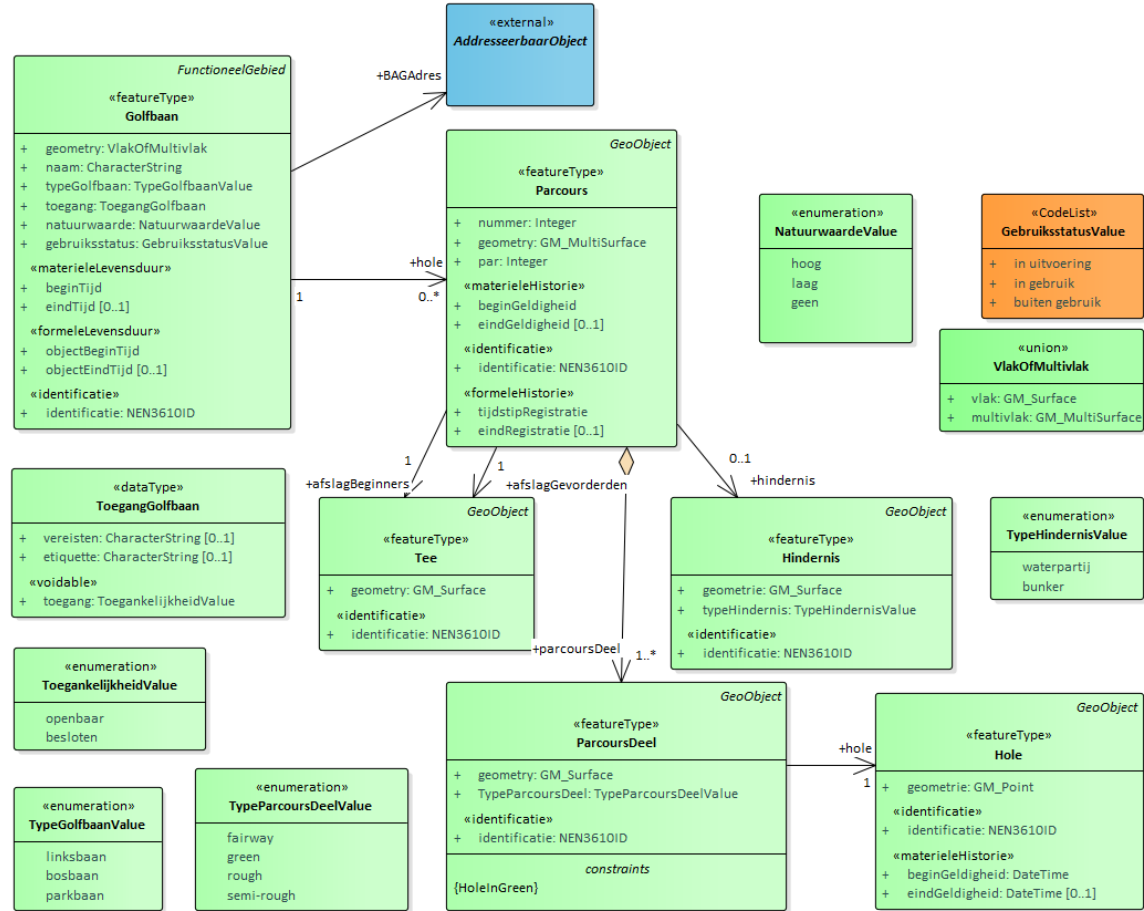 «external»
AddresseerbaarObject
FunctioneelGebied
«featureType»
Golfbaan
+ geometry: VlakOfMultivlak
+ naam: CharacterString
+ typeGolfbaan: TypeGolfbaanValue
+ toegang: ToegangGolfbaan
+ natuurwaarde: NatuurwaardeValue
+ gebruiksstatus: GebruiksstatusValue
«materieleLevensduur»
+ beginTijd
+ eindTijd [0..1]
«formeleLevensduur»
+ objectBeginTijd
+ objectEindTijd [0..1]
«identificatie»
+ identificatie: NEN3610ID
+BAGAdres
+hole
1
0..*
GeoObject
«featureType»
Parcours
+ nummer: Integer
+ geometry: GM_MultiSurface
+ par: Integer
«materieleHistorie»
+ beginGeldigheid
+ eindGeldigheid [0..1]
«identificatie»
+ identificatie: NEN3610ID
«formeleHistorie»
+ tijdstipRegistratie
+ eindRegistratie [0..1]
«enumeration»
NatuurwaardeValue
hoog
laag
geen
«CodeList»
GebruiksstatusValue
+ in uitvoering
+ in gebruik
+ buiten gebruik
«union»
VlakOfMultivlak
+ vlak: GM_Surface
+ multivlak: GM_MultiSurface
1
+afslagBeginners
1
+afslagGevorderden
0..1
+hindernis
«dataType»
ToegangGolfbaan
+ vereisten: CharacterString [0..1]
+ etiquette: CharacterString [0..1]
«voidable»
+ toegang: ToegankelijkheidValue
GeoObject
«featureType»
Tee
+ geometry: GM_Surface
«identificatie»
+ identificatie: NEN3610ID
GeoObject
«featureType»
Hindernis
+ geometrie: GM_Surface
+ typeHindernis: TypeHindernisValue
«identificatie»
+ identificatie: NEN3610ID
«enumeration»
TypeHindernisValue
waterpartij
bunker
+parcoursDeel
1..*
«enumeration»
ToegankelijkheidValue
openbaar
besloten
«enumeration»
TypeGolfbaanValue
linksbaan
bosbaan
parkbaan
«enumeration»
TypeParcoursDeelValue
fairway
green
rough
semi-rough
GeoObject
«featureType»
ParcoursDeel
+ geometry: GM_Surface
+ TypeParcoursDeel: TypeParcoursDeelValue
«identificatie»
+ identificatie: NEN3610ID
constraints
{HoleInGreen}
+hole
1
GeoObject
«featureType»
Hole
+ geometrie: GM_Point
«identificatie»
+ identificatie: NEN3610ID
«materieleHistorie»
+ beginGeldigheid: DateTime
+ eindGeldigheid: DateTime [0..1]